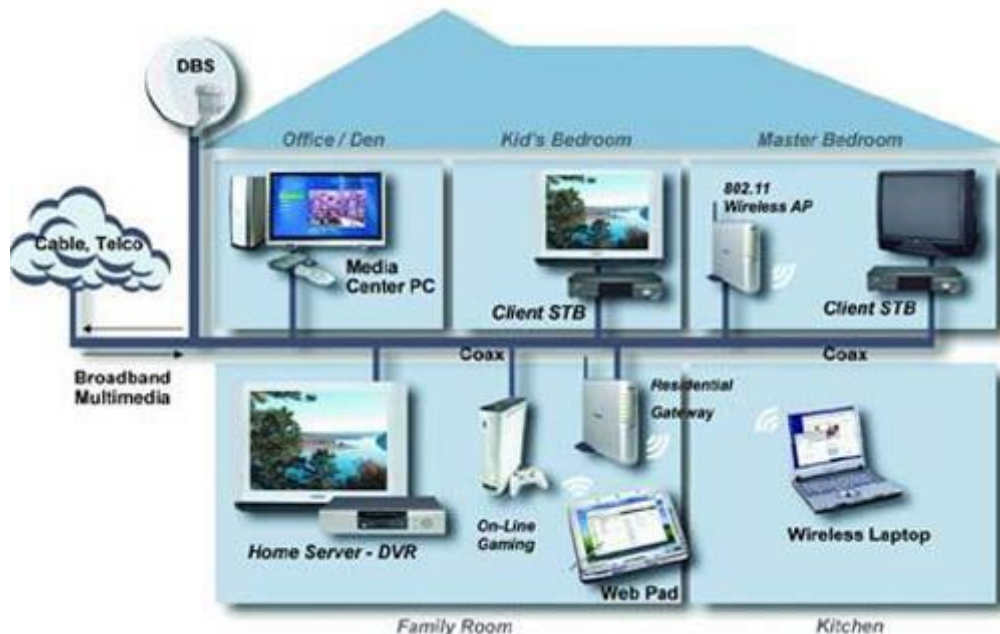 DBS
Office / Den
Kid's Bedroom
Master Bedroom
802.11
Wireless AP
Cable, Telco
Media
Center PC
Client STB
Client STB
Coax
Coax
Broadband
Multimedia
Residential
Gateway
On-Line
Gaming
Home Server - DVR
Web Pad
Wireless Laptop
Family Room
Kitchen